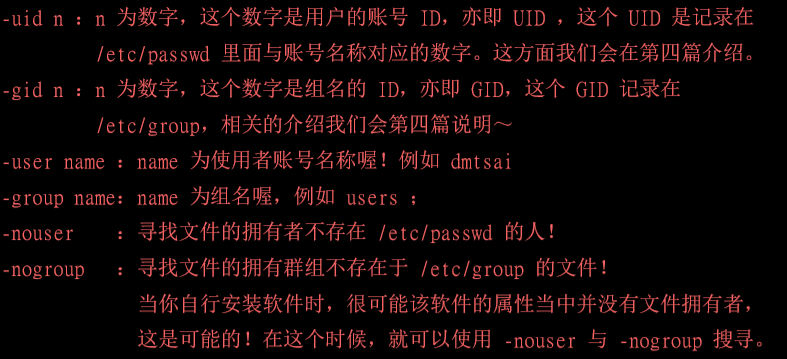 -uid n ：n 为数字，这个数字是用户的账号 ID，亦即 UID ，这个 UID 是记录在
/etc/passwd 里面与账号名称对应的数字。这方面我们会在第四篇介绍。
-gid n ：n 为数字，这个数字是组名的 ID，亦即 GID，这个 GID 记录在
/etc/group，相关的介绍我们会第四篇说明～
-user name ：name 为使用者账号名称喔！例如 dmtsai
-group name：name 为组名喔，例如 users ；
-nouser    ：寻找文件的拥有者不存在 /etc/passwd 的人！
-nogroup   ：寻找文件的拥有群组不存在于 /etc/group 的文件！
当你自行安装软件时，很可能该软件的属性当中并没有文件拥有者，
这是可能的！在这个时候，就可以使用 -nouser 与 -nogroup 搜寻。